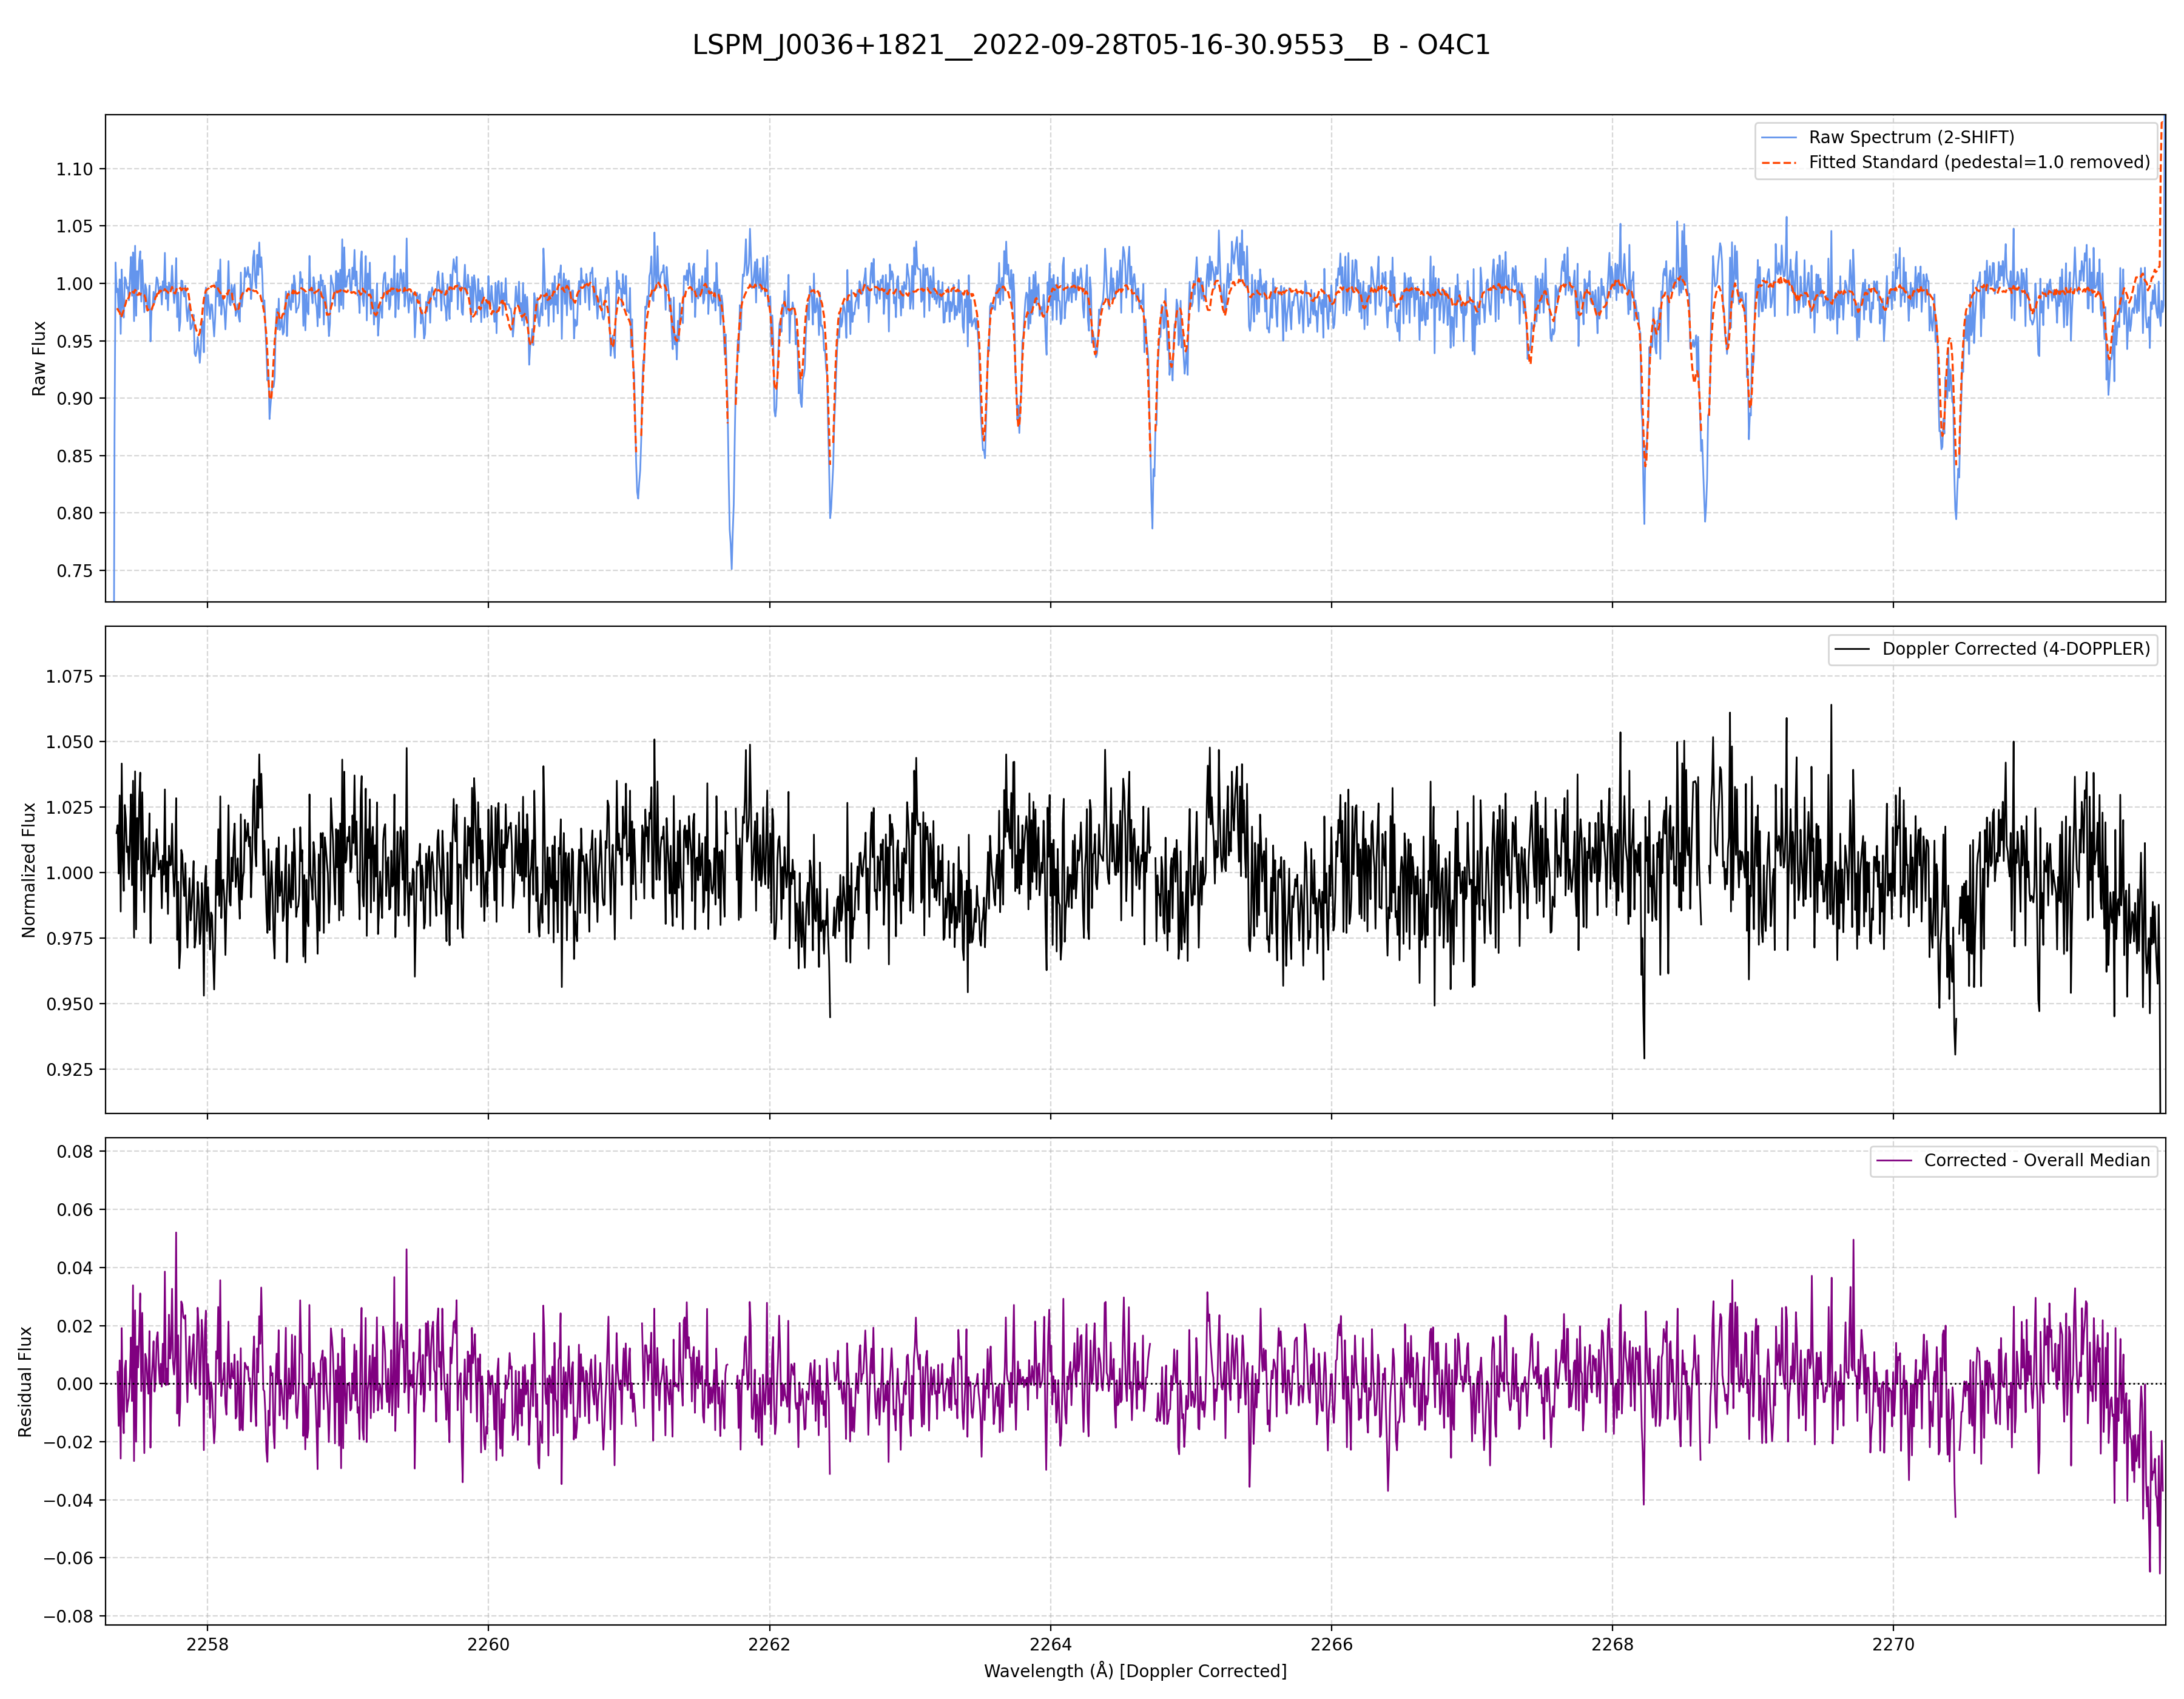 LSPM_J0036+1821__2022-09-28T05-16-30.9553__B - O4C1
Raw Spectrum (2-SHIFT)
Fitted Standard (pedestal=1.0 removed)
Raw Flux
1.10
1.05
1.00
0.95
0.90
0.85
0.80
0.75
Doppler Corrected (4-DOPPLER)
Normalized Flux
1.075
1.050
1.025
1.000
0.975
0.950
0.925
Corrected - Overall Median
Residual Flux
0.08
0.06
0.04
0.02
0.00
−0.02
−0.04
−0.06
−0.08
2258 2260 2262 2264 2266 2268 2270
Wavelength (Å) [Doppler Corrected]